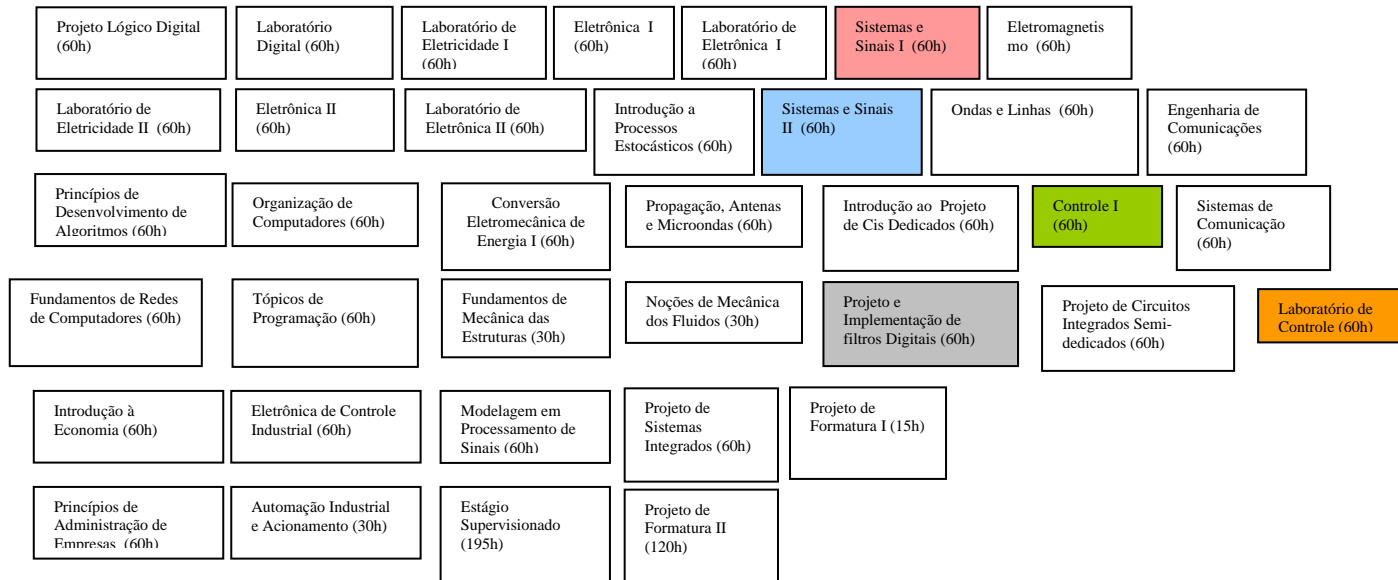 Projeto Lógico Digital
(60h)
Laboratório
Digital (60h)
Laboratório de
Eletricidade I
(60h)
Eletrônica I
(60h)
Laboratório de
Eletrônica I
(60h)
Sistemas e
Sinais I (60h)
Eletromagnetis
mo (60h)
Laboratório de
Eletricidade II (60h)
Eletrônica II
(60h)
Laboratório de
Eletrônica II (60h)
Introdução a
Processos
Estocásticos (60h)
Sistemas e Sinais
II (60h)
Ondas e Linhas (60h)
Engenharia de
Comunicações
(60h)
Princípios de
Desenvolvimento de
Algoritmos (60h)
Organização de
Computadores (60h)
Conversão
Eletromecânica de
Energia I (60h)
Propagação, Antenas
e Microondas (60h)
Introdução ao Projeto
de Cis Dedicados (60h)
Controle I
(60h)
Sistemas de
Comunicação
(60h)
Fundamentos de Redes
de Computadores (60h)
Tópicos de
Programação (60h)
Fundamentos de
Mecânica das
Estruturas (30h)
Noções de Mecânica
dos Fluidos (30h)
Projeto e
Implementação de
filtros Digitais (60h)
Projeto de Circuitos
Integrados Semi-
dedicados (60h)
Laboratório de
Controle (60h)
Introdução à
Economia (60h)
Eletrônica de Controle
Industrial (60h)
Modelagem em
Processamento de
Sinais (60h)
Projeto de
Sistemas
Integrados (60h)
Projeto de
Formatura I (15h)
Princípios de
Administração de
Empresas (60h)
Automação Industrial
e Acionamento (30h)
Estágio
Supervisionado
(195h)
Projeto de
Formatura II
(120h)